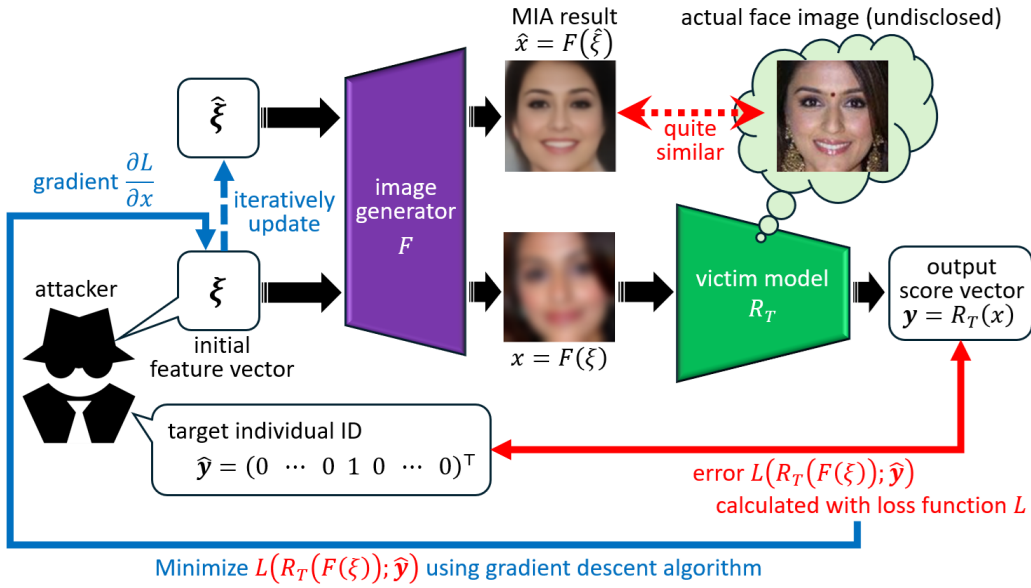 MIA result
x̂ = F(ξ̂)
actual face image (undisclosed)
ξ̂
quite
similar
gradient ∂L/∂x
iteratively
update
image
generator
F
attacker
ξ
initial
feature vector
x = F(ξ)
victim model
R_T
output
score vector
𝐲 = R_T(x)
target individual ID
𝐲̂ = (0 ⋯ 0 1 0 ⋯ 0)^⊤
error L(R_T(F(ξ)); 𝐲̂)
calculated with loss function L
Minimize L(R_T(F(ξ)); 𝐲̂) using gradient descent algorithm